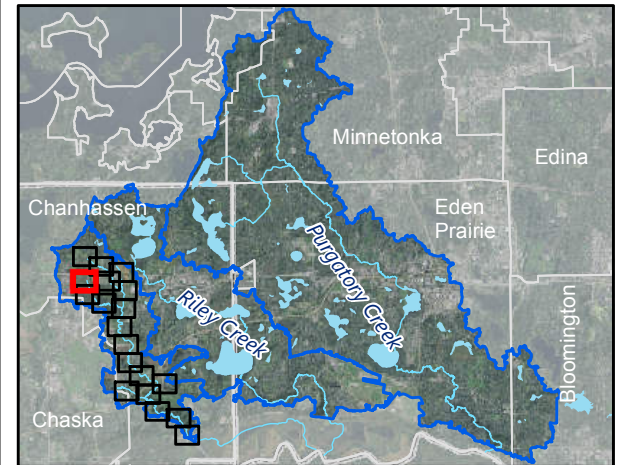 Minnetonka
Edina
Chanhassen
Eden
Prairie
Purgatory Creek
Riley Creek
Bloomington
Chaska